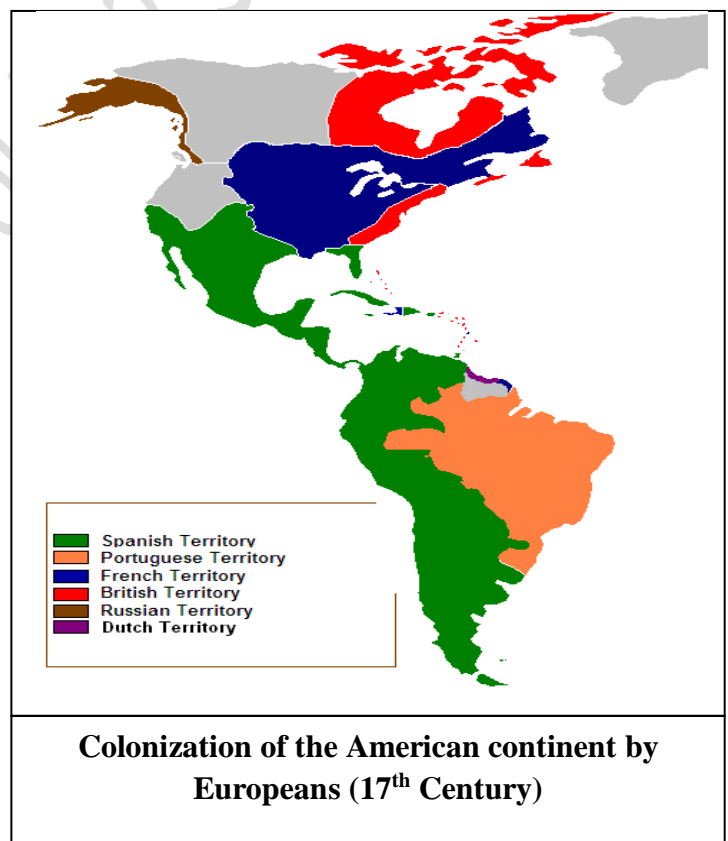 Spanish Territory
Portuguese Territory
French Territory
British Territory
Russian Territory
Dutch Territory
Colonization of the American continent by
Europeans (17th Century)